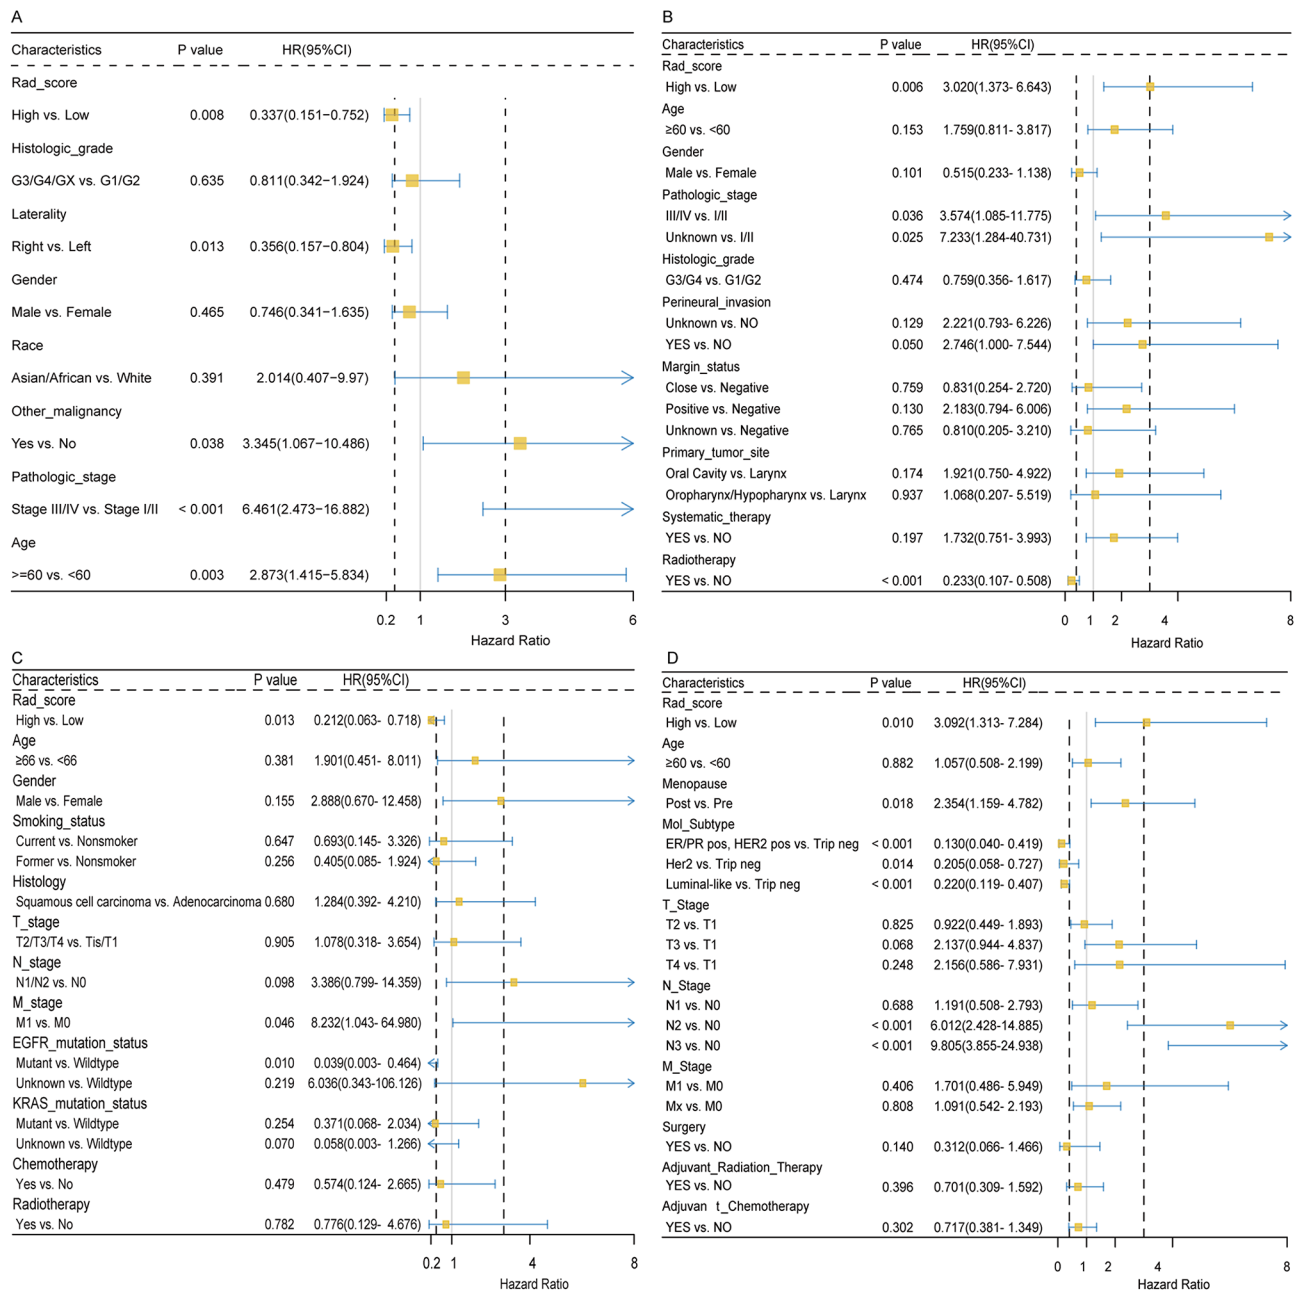 A
Characteristics P value HR(95%CI)
Rad_score
High vs. Low 0.008 0.337(0.151−0.752)
Histologic_grade
G3/G4/GX vs. G1/G2 0.635 0.811(0.342−1.924)
Laterality
Right vs. Left 0.013 0.356(0.157−0.804)
Gender
Male vs. Female 0.465 0.746(0.341−1.635)
Race
Asian/African vs. White 0.391 2.014(0.407−9.97)
Other_malignancy
Yes vs. No 0.038 3.345(1.067−10.486)
Pathologic_stage
Stage III/IV vs. Stage I/II < 0.001 6.461(2.473−16.882)
Age
>=60 vs. <60 0.003 2.873(1.415−5.834)
0.2 1 3 6
Hazard Ratio
B
Characteristics P value HR(95%CI)
Rad_score
High vs. Low 0.006 3.020(1.373- 6.643)
Age
≥60 vs. <60 0.153 1.759(0.811- 3.817)
Gender
Male vs. Female 0.101 0.515(0.233- 1.138)
Pathologic_stage
III/IV vs. I/II 0.036 3.574(1.085-11.775)
Unknown vs. I/II 0.025 7.233(1.284-40.731)
Histologic_grade
G3/G4 vs. G1/G2 0.474 0.759(0.356- 1.617)
Perineural_invasion
Unknown vs. NO 0.129 2.221(0.793- 6.226)
YES vs. NO 0.050 2.746(1.000- 7.544)
Margin_status
Close vs. Negative 0.759 0.831(0.254- 2.720)
Positive vs. Negative 0.130 2.183(0.794- 6.006)
Unknown vs. Negative 0.765 0.810(0.205- 3.210)
Primary_tumor_site
Oral Cavity vs. Larynx 0.174 1.921(0.750- 4.922)
Oropharynx/Hypopharynx vs. Larynx 0.937 1.068(0.207- 5.519)
Systematic_therapy
YES vs. NO 0.197 1.732(0.751- 3.993)
Radiotherapy
YES vs. NO < 0.001 0.233(0.107- 0.508)
0 1 2 4 8
Hazard Ratio
C
Characteristics P value HR(95%CI)
Rad_score
High vs. Low 0.013 0.212(0.063- 0.718)
Age
≥66 vs. <66 0.381 1.901(0.451- 8.011)
Gender
Male vs. Female 0.155 2.888(0.670- 12.458)
Smoking_status
Current vs. Nonsmoker 0.647 0.693(0.145- 3.326)
Former vs. Nonsmoker 0.256 0.405(0.085- 1.924)
Histology
Squamous cell carcinoma vs. Adenocarcinoma 0.680 1.284(0.392- 4.210)
T_stage
T2/T3/T4 vs. Tis/T1 0.905 1.078(0.318- 3.654)
N_stage
N1/N2 vs. N0 0.098 3.386(0.799- 14.359)
M_stage
M1 vs. M0 0.046 8.232(1.043- 64.980)
EGFR_mutation_status
Mutant vs. Wildtype 0.010 0.039(0.003- 0.464)
Unknown vs. Wildtype 0.219 6.036(0.343-106.126)
KRAS_mutation_status
Mutant vs. Wildtype 0.254 0.371(0.068- 2.034)
Unknown vs. Wildtype 0.070 0.058(0.003- 1.266)
Chemotherapy
Yes vs. No 0.479 0.574(0.124- 2.665)
Radiotherapy
Yes vs. No 0.782 0.776(0.129- 4.676)
0.2 1 4 8
Hazard Ratio
D
Characteristics P value HR(95%CI)
Rad_score
High vs. Low 0.010 3.092(1.313- 7.284)
Age
≥60 vs. <60 0.882 1.057(0.508- 2.199)
Menopause
Post vs. Pre 0.018 2.354(1.159- 4.782)
Mol_Subtype
ER/PR pos, HER2 pos vs. Trip neg < 0.001 0.130(0.040- 0.419)
Her2 vs. Trip neg 0.014 0.205(0.058- 0.727)
Luminal-like vs. Trip neg < 0.001 0.220(0.119- 0.407)
T_Stage
T2 vs. T1 0.825 0.922(0.449- 1.893)
T3 vs. T1 0.068 2.137(0.944- 4.837)
T4 vs. T1 0.248 2.156(0.586- 7.931)
N_Stage
N1 vs. N0 0.688 1.191(0.508- 2.793)
N2 vs. N0 < 0.001 6.012(2.428-14.885)
N3 vs. N0 < 0.001 9.805(3.855-24.938)
M_Stage
M1 vs. M0 0.406 1.701(0.486- 5.949)
Mx vs. M0 0.808 1.091(0.542- 2.193)
Surgery
YES vs. NO 0.140 0.312(0.066- 1.466)
Adjuvant_Radiation_Therapy
YES vs. NO 0.396 0.701(0.309- 1.592)
Adjuvan t_Chemotherapy
YES vs. NO 0.302 0.717(0.381- 1.349)
0 1 2 4 8
Hazard Ratio